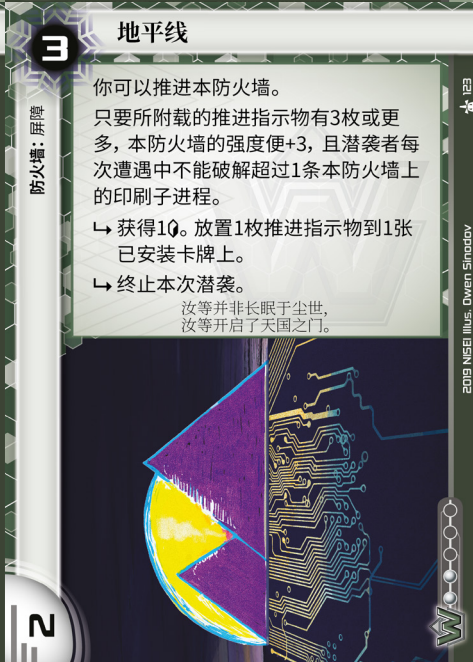 3
地平线
你可以推进本防火墙。
只要所附载的推进指示物有3枚或更
多，本防火墙的强度便+3，且潜袭者每
次遭遇中不能破解超过1条本防火墙上
的印刷子进程。
获得1。放置1枚推进指示物到1张
已安装卡牌上。
终止本次潜袭。
汝等并非长眠于尘世，
汝等开启了天国之门。
防火墙：屏障
2
123
2019 NISEI Illus. Owen Sinodov